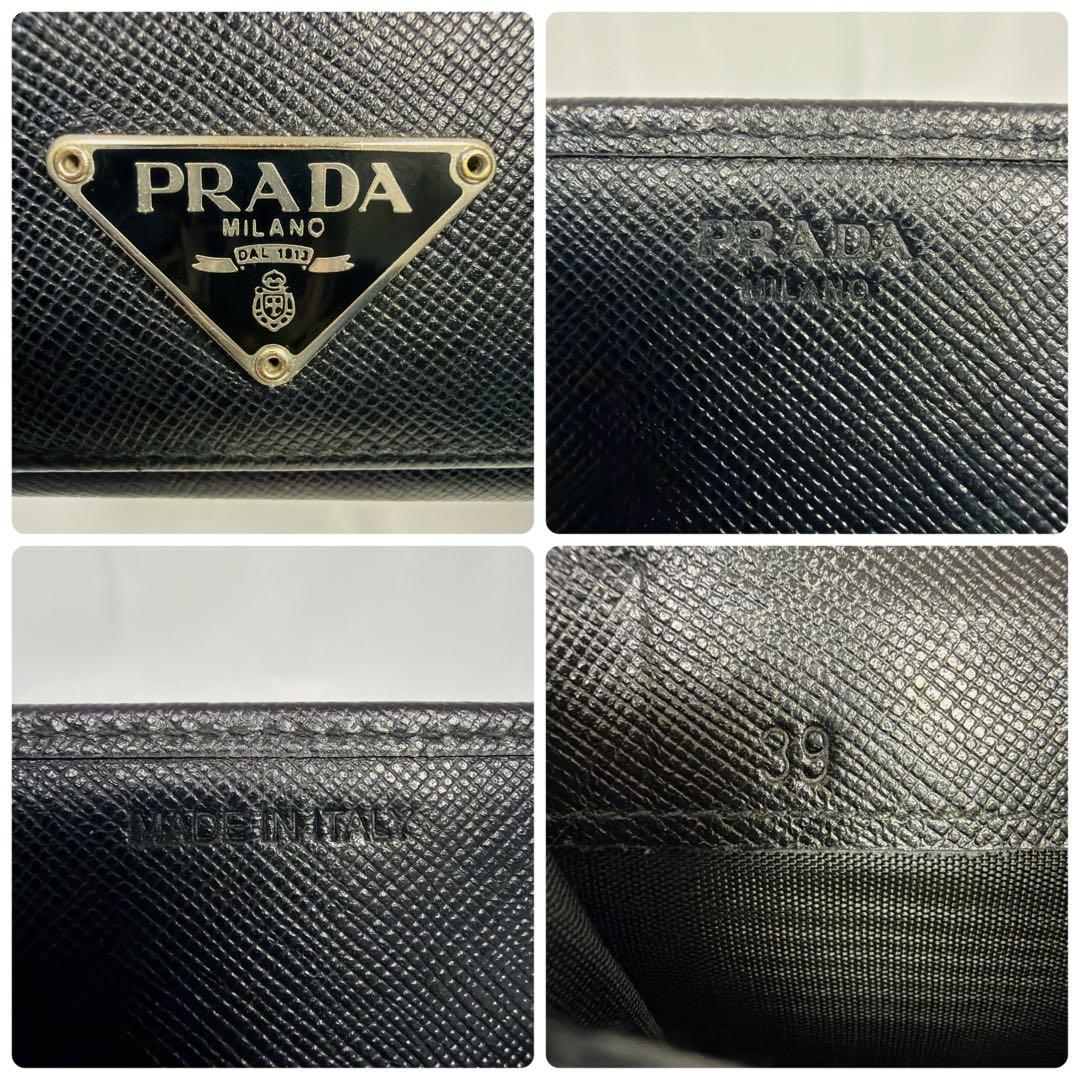 PRADA
MILANO
DAL 1913
PRADA
MILANO
MADE IN ITALY
39